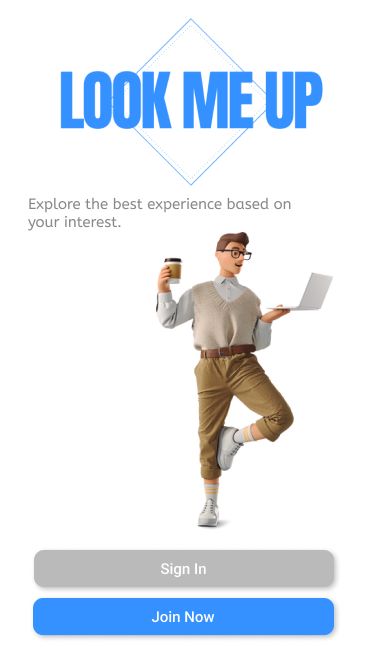 LOOK ME UP
Explore the best experience based on
your interest.
Sign In
Join Now